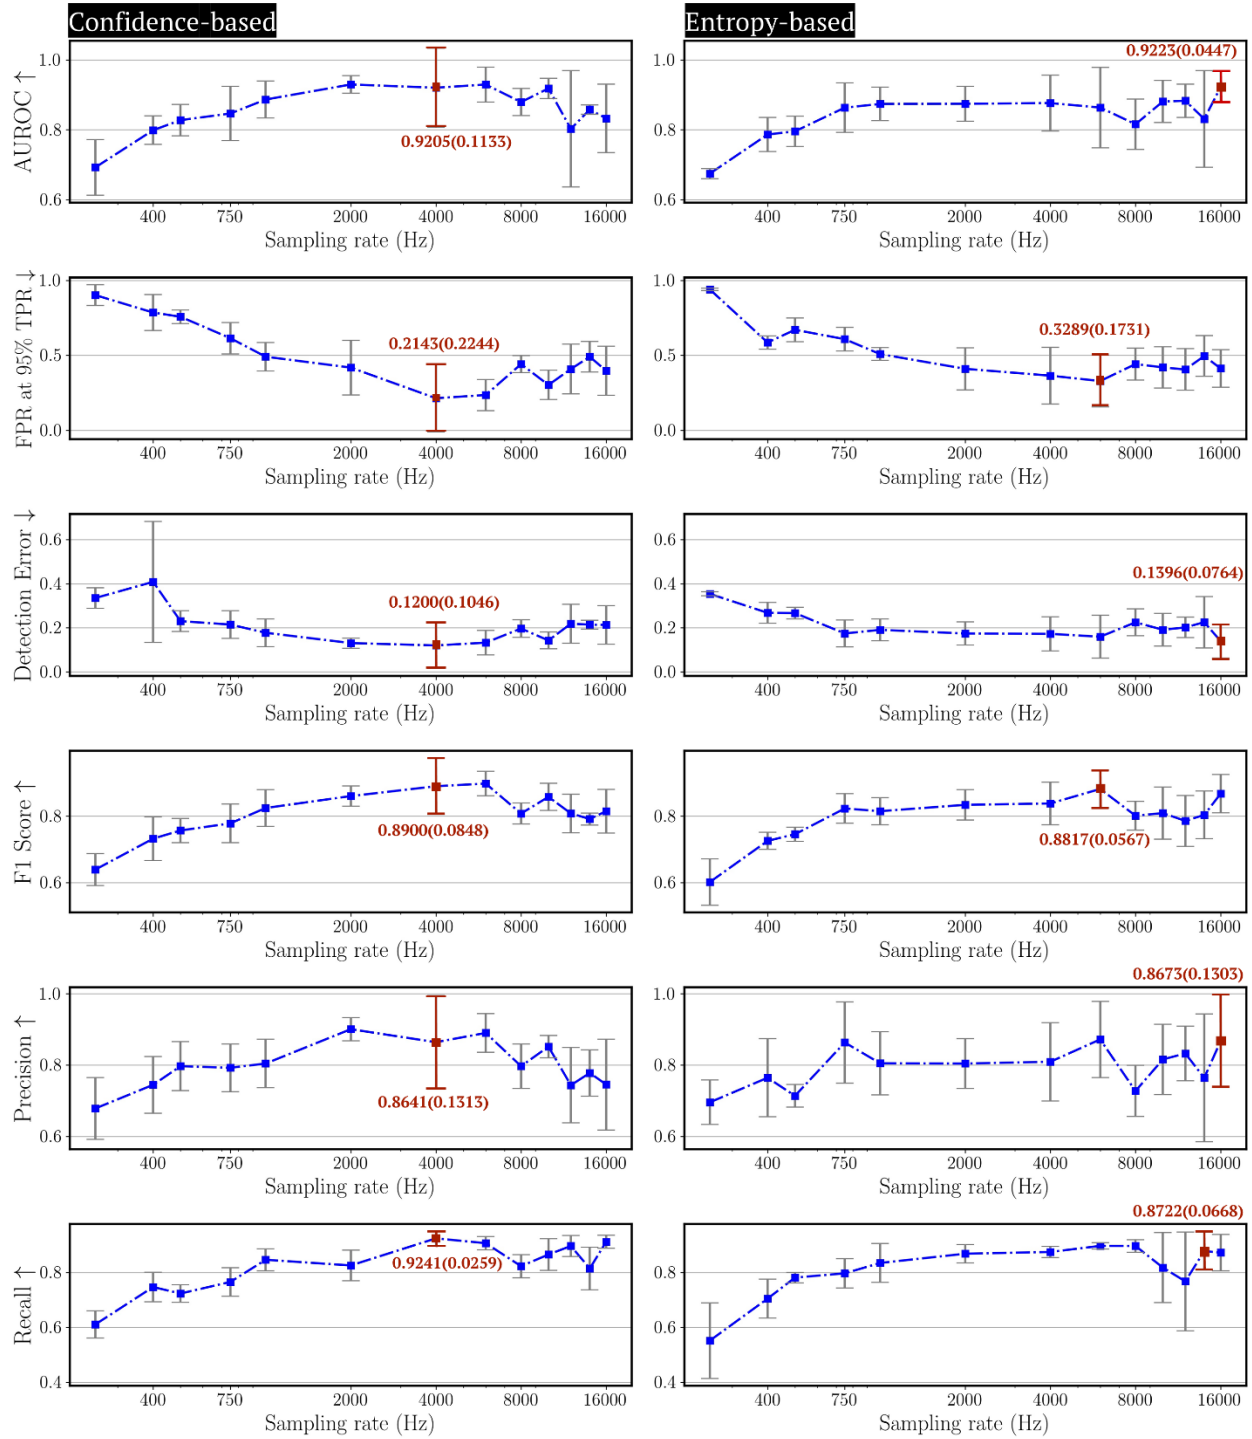 Confidence-based
Entropy-based
AUROC ↑
1.0
0.8
0.6
0.9205(0.1133)
400 750 2000 4000 8000 16000
Sampling rate (Hz)
0.9223(0.0447)
1.0
0.8
0.6
400 750 2000 4000 8000 16000
Sampling rate (Hz)
FPR at 95% TPR ↓
1.0
0.5
0.0
0.2143(0.2244)
400 750 2000 4000 8000 16000
Sampling rate (Hz)
1.0
0.5
0.0
0.3289(0.1731)
400 750 2000 4000 8000 16000
Sampling rate (Hz)
Detection Error ↓
0.6
0.4
0.2
0.0
0.1200(0.1046)
400 750 2000 4000 8000 16000
Sampling rate (Hz)
0.6
0.4
0.2
0.0
0.1396(0.0764)
400 750 2000 4000 8000 16000
Sampling rate (Hz)
F1 Score ↑
0.8
0.6
0.8900(0.0848)
400 750 2000 4000 8000 16000
Sampling rate (Hz)
0.8
0.6
0.8817(0.0567)
400 750 2000 4000 8000 16000
Sampling rate (Hz)
Precision ↑
1.0
0.8
0.6
0.8641(0.1313)
400 750 2000 4000 8000 16000
Sampling rate (Hz)
0.8673(0.1303)
1.0
0.8
0.6
400 750 2000 4000 8000 16000
Sampling rate (Hz)
Recall ↑
0.8
0.6
0.4
0.9241(0.0259)
400 750 2000 4000 8000 16000
Sampling rate (Hz)
0.8722(0.0668)
0.8
0.6
0.4
400 750 2000 4000 8000 16000
Sampling rate (Hz)